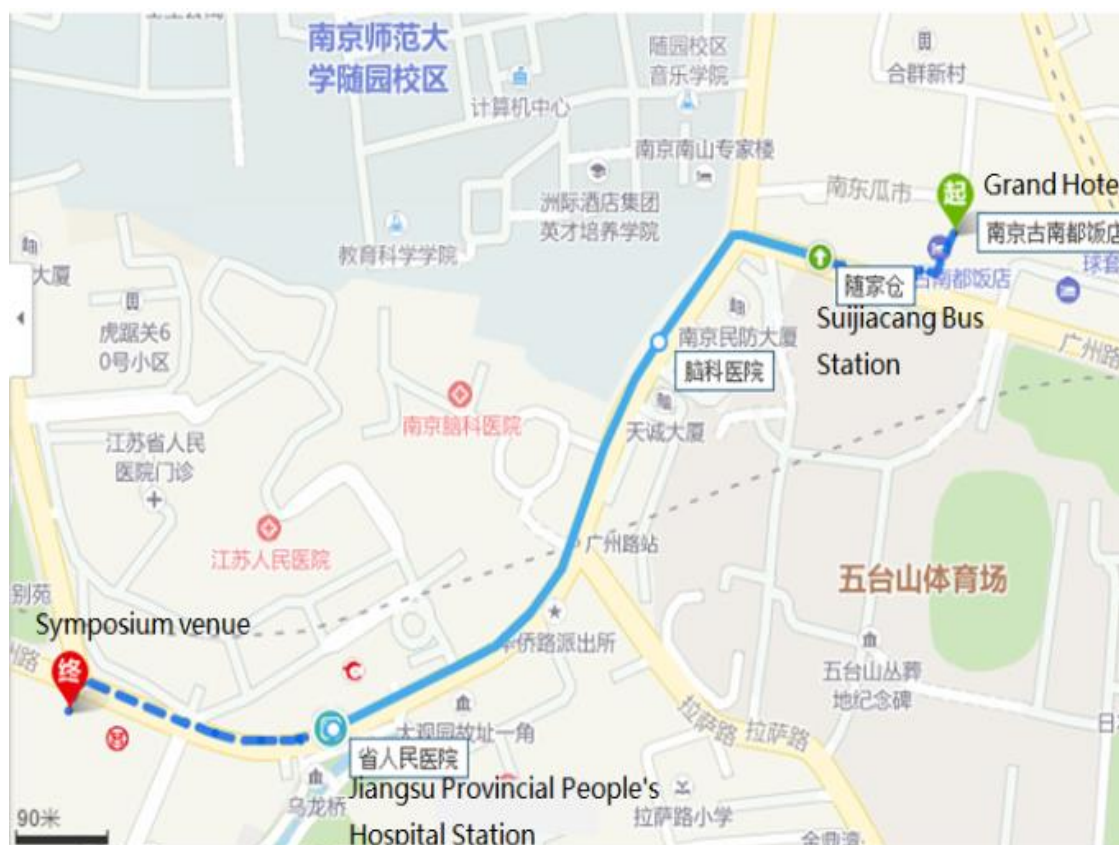 南京师范大
学随园校区
随园校区
音乐学院
合群新村
计算机中心
南京南山专家楼
洲际酒店集团
英才培养学院
教育科学学院
南东瓜市
起
Grand Hote
南京古南都饭店
古南都饭店
大厦
虎踞关6
0号小区
随家仓
Suijiacang Bus
Station
南京民防大厦
脑科医院
广州路
天诚大厦
南京脑科医院
江苏省人民
医院门诊
江苏人民医院
广州路站
五台山体育场
别苑
Symposium venue
州路
终
侨路派出所
五台山丛葬
地纪念碑
拉萨路
拉萨路
大观园故址一角
省人民医院
Jiangsu Provincial People's
Hospital Station
乌龙桥
拉萨路小学
90米